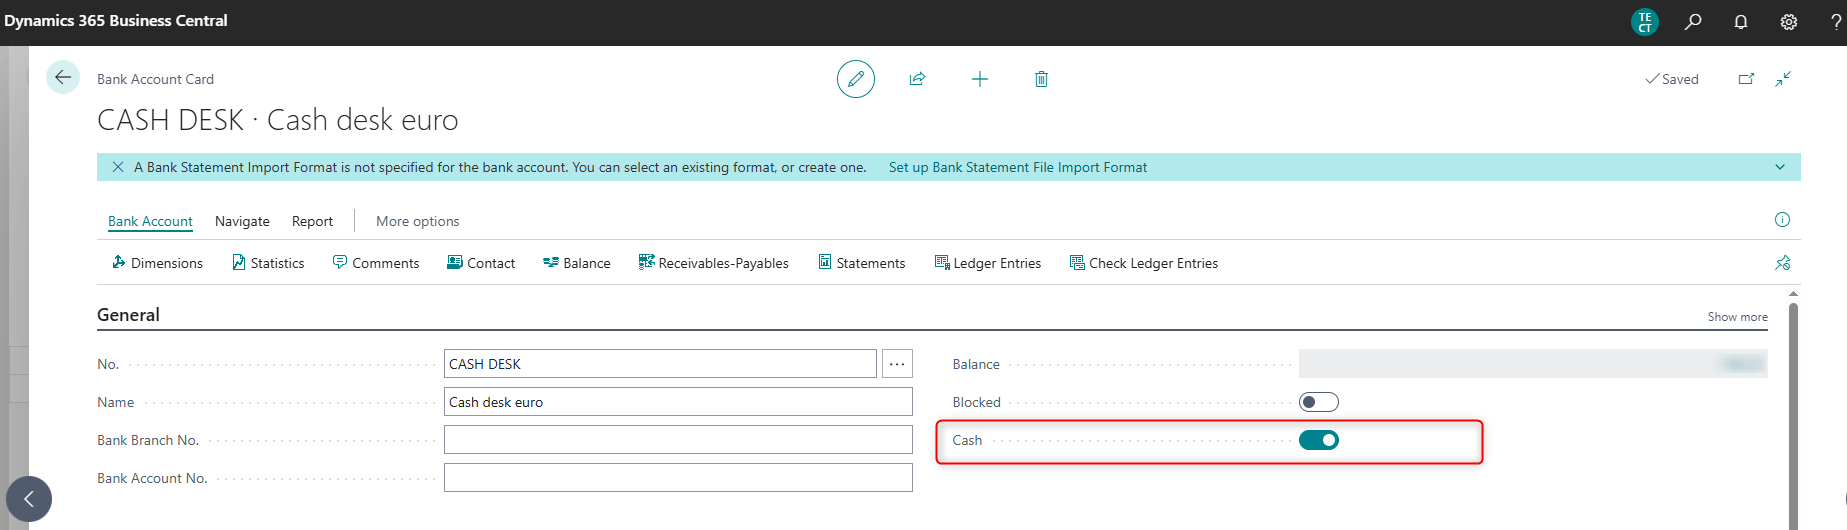 Dynamics 365 Business Central
TE
CT
?
Bank Account Card
Saved
CASH DESK · Cash desk euro
A Bank Statement Import Format is not specified for the bank account. You can select an existing format, or create one. Set up Bank Statement File Import Format
Bank Account Navigate Report More options
Dimensions Statistics Comments Contact Balance Receivables-Payables Statements Ledger Entries Check Ledger Entries
General Show more
No. CASH DESK ... Balance
Name Cash desk euro Blocked
Bank Branch No. Cash
Bank Account No.